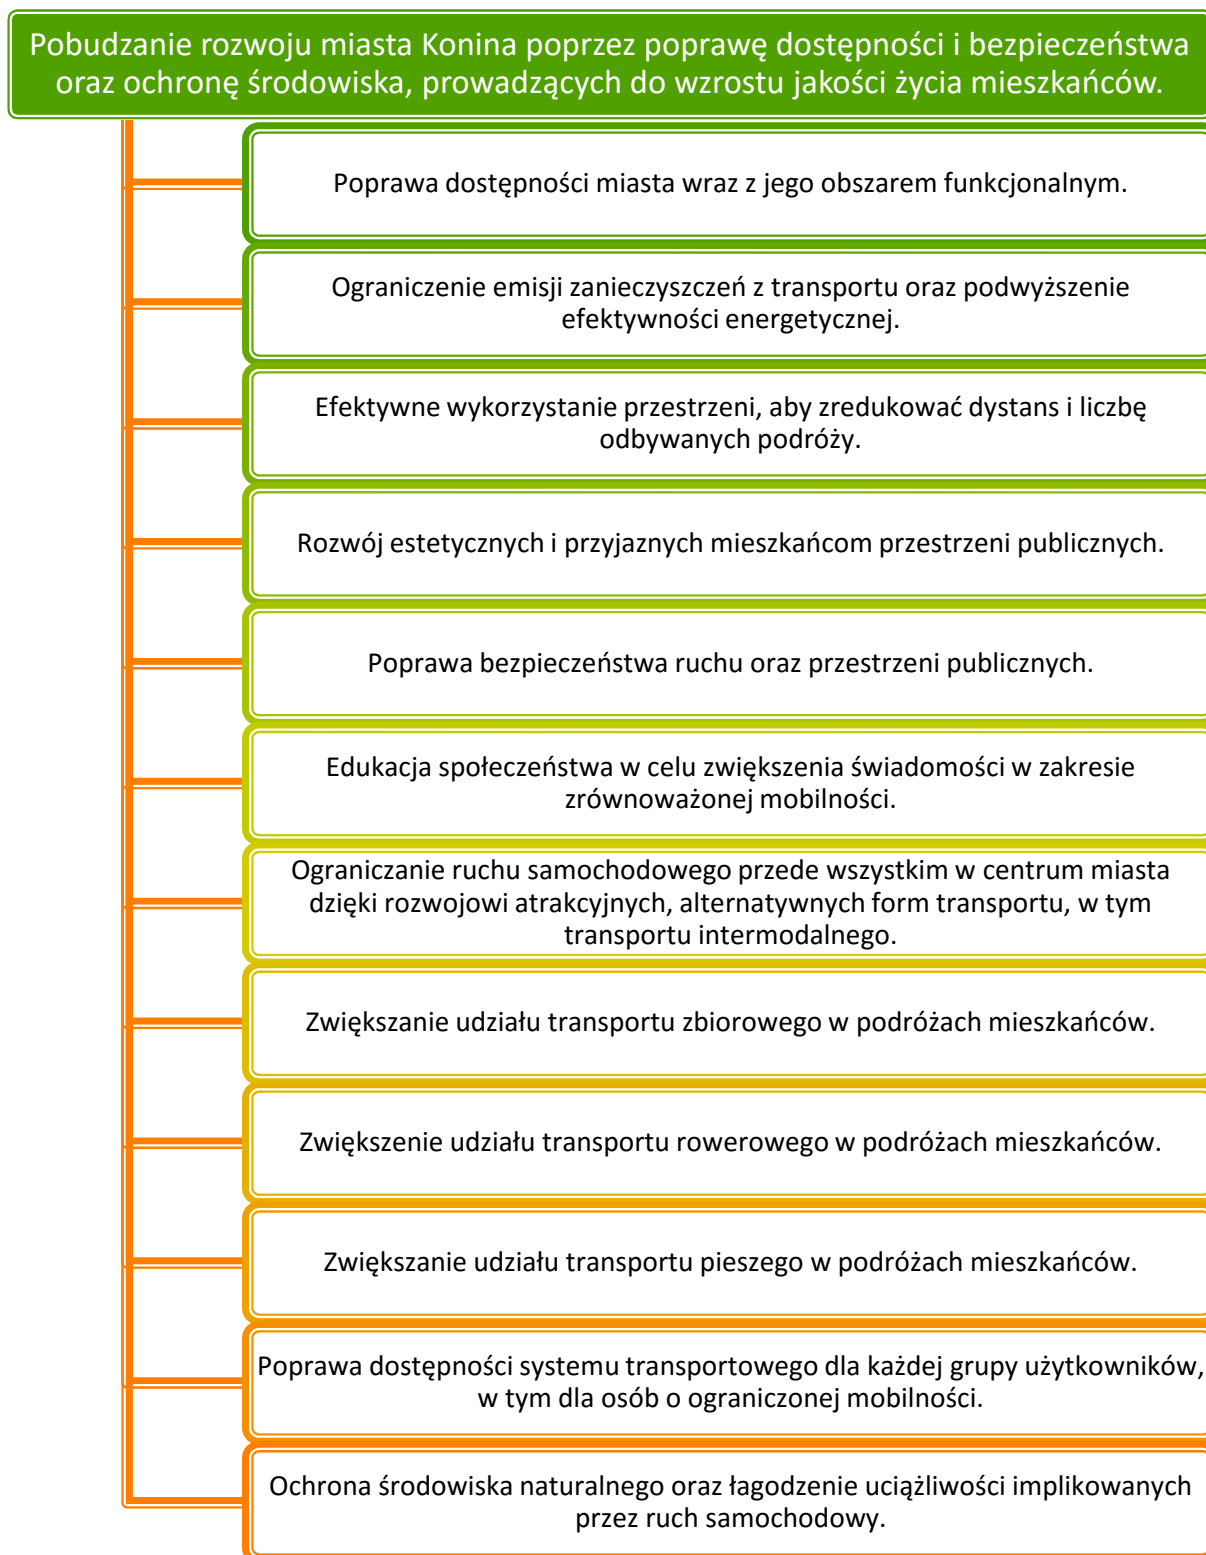 Pobudzanie rozwoju miasta Konina poprzez poprawę dostępności i bezpieczeństwa
oraz ochronę środowiska, prowadzących do wzrostu jakości życia mieszkańców.
Poprawa dostępności miasta wraz z jego obszarem funkcjonalnym.
Ograniczenie emisji zanieczyszczeń z transportu oraz podwyższenie
efektywności energetycznej.
Efektywne wykorzystanie przestrzeni, aby zredukować dystans i liczbę
odbywanych podróży.
Rozwój estetycznych i przyjaznych mieszkańcom przestrzeni publicznych.
Poprawa bezpieczeństwa ruchu oraz przestrzeni publicznych.
Edukacja społeczeństwa w celu zwiększenia świadomości w zakresie
zrównoważonej mobilności.
Ograniczanie ruchu samochodowego przede wszystkim w centrum miasta
dzięki rozwojowi atrakcyjnych, alternatywnych form transportu, w tym
transportu intermodalnego.
Zwiększanie udziału transportu zbiorowego w podróżach mieszkańców.
Zwiększenie udziału transportu rowerowego w podróżach mieszkańców.
Zwiększanie udziału transportu pieszego w podróżach mieszkańców.
Poprawa dostępności systemu transportowego dla każdej grupy użytkowników,
w tym dla osób o ograniczonej mobilności.
Ochrona środowiska naturalnego oraz łagodzenie uciążliwości implikowanych
przez ruch samochodowy.